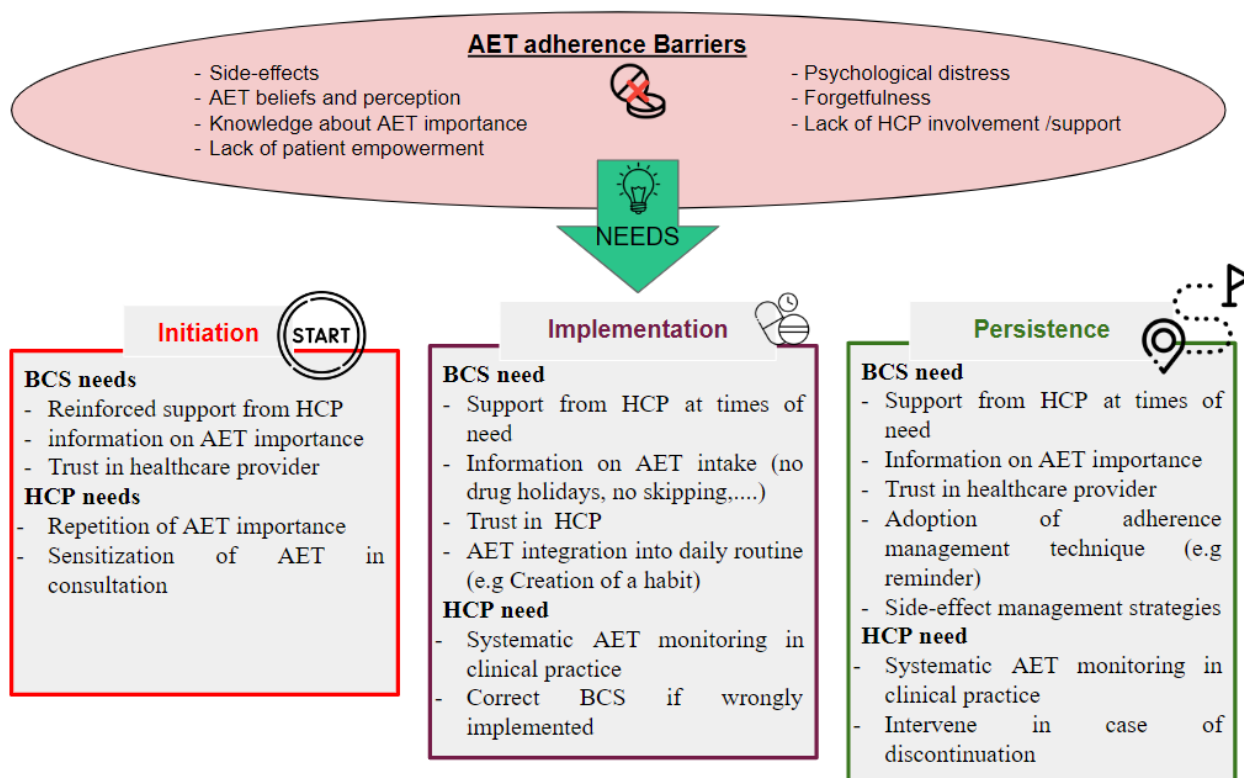 AET adherence Barriers
- Side-effects
- AET beliefs and perception
- Knowledge about AET importance
- Lack of patient empowerment
- Psychological distress
- Forgetfulness
- Lack of HCP involvement /support
NEEDS
Initiation
START
BCS needs
- Reinforced support from HCP
- information on AET importance
- Trust in healthcare provider
HCP needs
- Repetition of AET importance
- Sensitization of AET in
consultation
Implementation
BCS need
- Support from HCP at times of
need
- Information on AET intake (no
drug holidays, no skipping,....)
- Trust in HCP
- AET integration into daily routine
(e.g Creation of a habit)
HCP need
- Systematic AET monitoring in
clinical practice
- Correct BCS if wrongly
implemented
Persistence
BCS need
- Support from HCP at times of
need
- Information on AET importance
- Trust in healthcare provider
- Adoption of adherence
management technique (e.g
reminder)
- Side-effect management strategies
HCP need
- Systematic AET monitoring in
clinical practice
- Intervene in case of
discontinuation